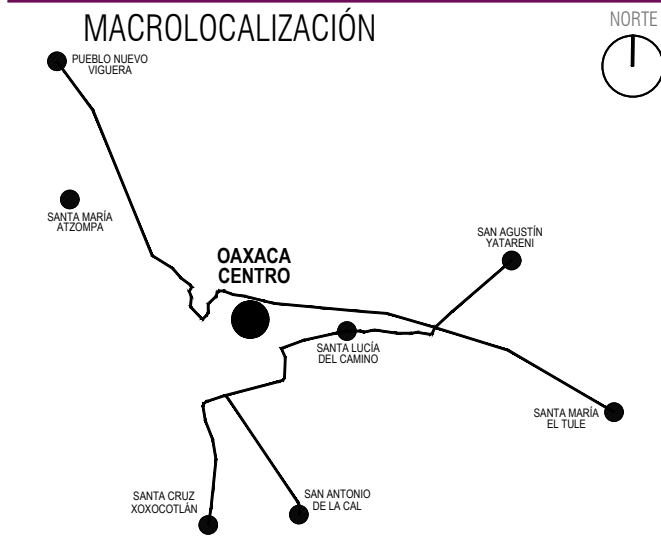 MACROLOCALIZACIÓN
NORTE
PUEBLO NUEVO
VIGUERA
SANTA MARÍA
ATZOMPA
OAXACA
CENTRO
SAN AGUSTÍN
YATARENI
SANTA LUCÍA
DEL CAMINO
SANTA MARÍA
EL TULE
SANTA CRUZ
XOXOCOTLÁN
SAN ANTONIO
DE LA CAL